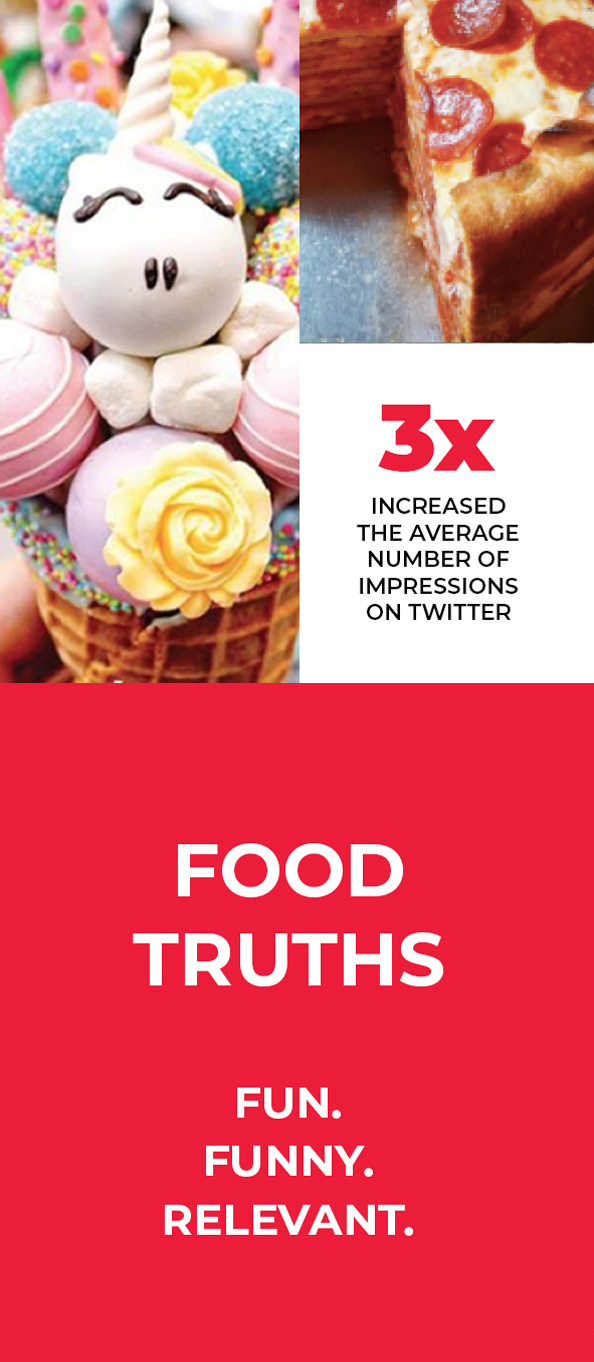 3x
INCREASED
THE AVERAGE
NUMBER OF
IMPRESSIONS
ON TWITTER
FOOD
TRUTHS
FUN.
FUNNY.
RELEVANT.